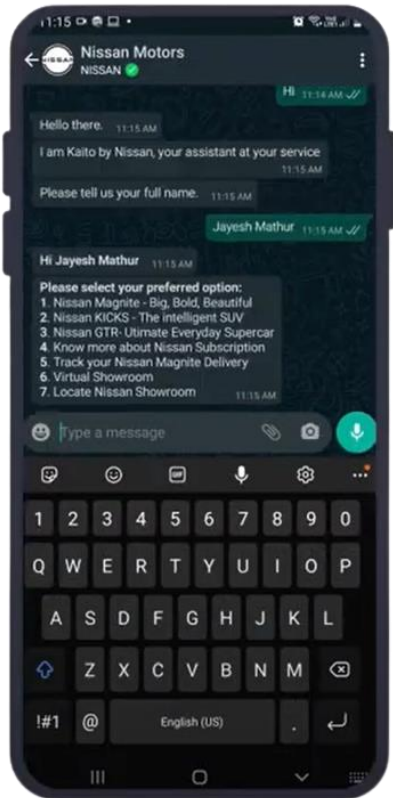 11:15
Nissan Motors
NISSAN
Hi 11:14 AM
Hello there. 11:15 AM
I am Kaito by Nissan, your assistant at your service
11:15 AM
Please tell us your full name. 11:15 AM
Jayesh Mathur 11:15 AM
Hi Jayesh Mathur 11:15 AM
Please select your preferred option:
1. Nissan Magnite - Big, Bold, Beautiful
2. Nissan KICKS - The intelligent SUV
3. Nissan GTR- Utimate Everyday Supercar
4. Know more about Nissan Subscription
5. Track your Nissan Magnite Delivery
6. Virtual Showroom
7. Locate Nissan Showroom 11:15 AM
Type a message
GIF
1 2 3 4 5 6 7 8 9 0
Q W E R T Y U I O P
A S D F G H J K L
Z X C V B N M
!#1 @ English (US) .